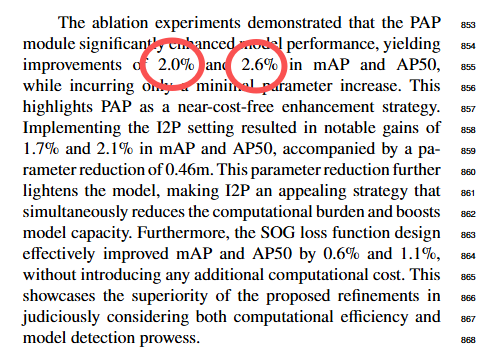 The ablation experiments demonstrated that the PAP 853
module significantly enhanced model performance, yielding 854
improvements of 2.0% and 2.6% in mAP and AP50, 855
while incurring only a minimal parameter increase. This 856
highlights PAP as a near-cost-free enhancement strategy. 857
Implementing the I2P setting resulted in notable gains of 858
1.7% and 2.1% in mAP and AP50, accompanied by a pa- 859
rameter reduction of 0.46m. This parameter reduction further 860
lightens the model, making I2P an appealing strategy that 861
simultaneously reduces the computational burden and boosts 862
model capacity. Furthermore, the SOG loss function design 863
effectively improved mAP and AP50 by 0.6% and 1.1%, 864
without introducing any additional computational cost. This 865
showcases the superiority of the proposed refinements in 866
judiciously considering both computational efficiency and 867
model detection prowess. 868